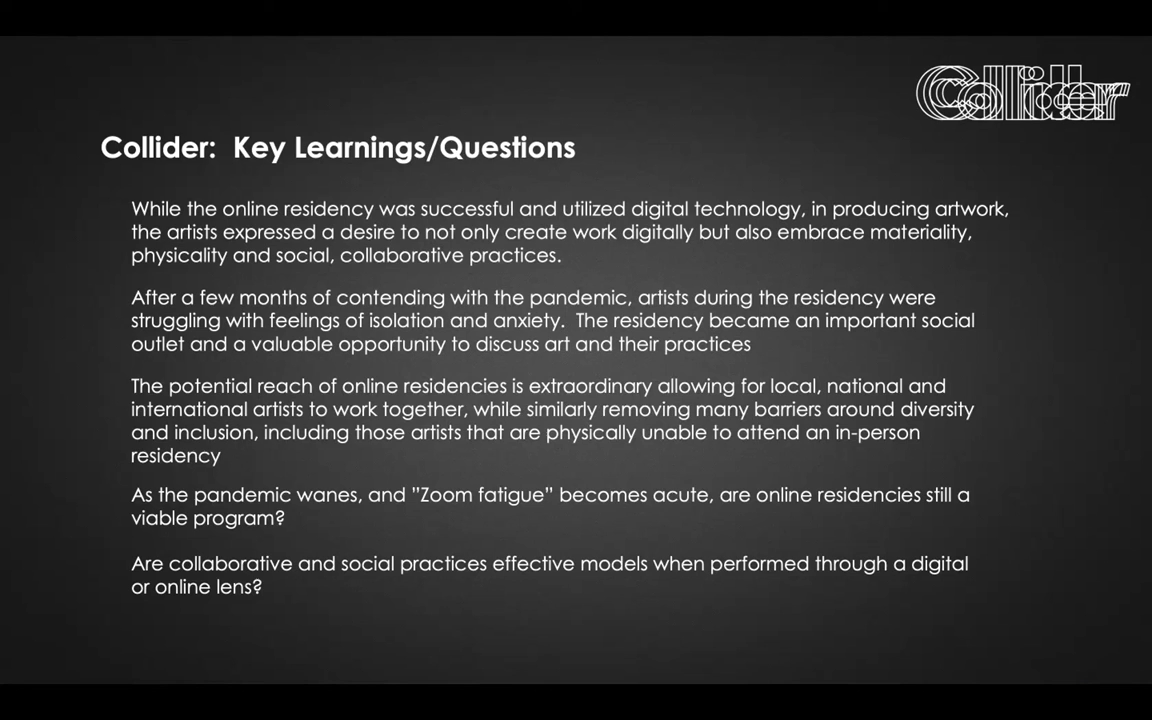 Collider
Collider: Key Learnings/Questions
While the online residency was successful and utilized digital technology, in producing artwork,
the artists expressed a desire to not only create work digitally but also embrace materiality,
physicality and social, collaborative practices.
After a few months of contending with the pandemic, artists during the residency were
struggling with feelings of isolation and anxiety. The residency became an important social
outlet and a valuable opportunity to discuss art and their practices
The potential reach of online residencies is extraordinary allowing for local, national and
international artists to work together, while similarly removing many barriers around diversity
and inclusion, including those artists that are physically unable to attend an in-person
residency
As the pandemic wanes, and ”Zoom fatigue” becomes acute, are online residencies still a
viable program?
Are collaborative and social practices effective models when performed through a digital
or online lens?